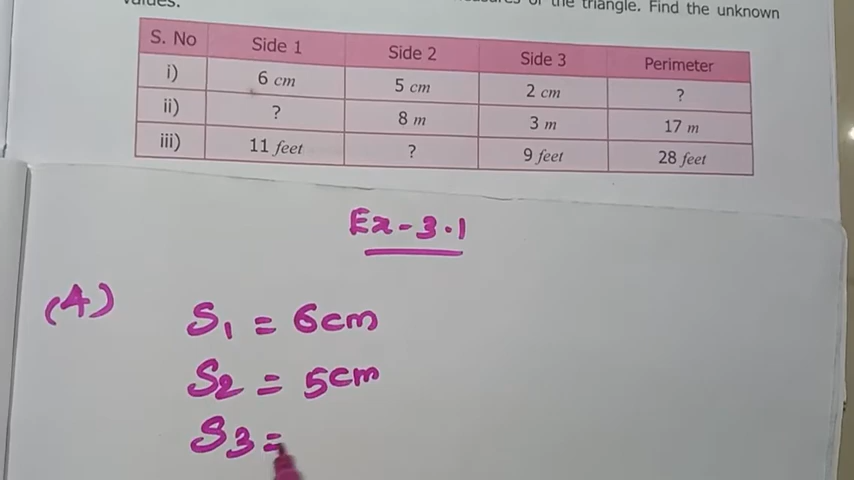 values. of the triangle. Find the unknown
S. No Side 1 Side 2 Side 3 Perimeter
i) 6 cm 5 cm 2 cm ?
ii) ? 8 m 3 m 17 m
iii) 11 feet ? 9 feet 28 feet
Ex-3.1
(4) S1 = 6cm
S2 = 5cm
S3 =